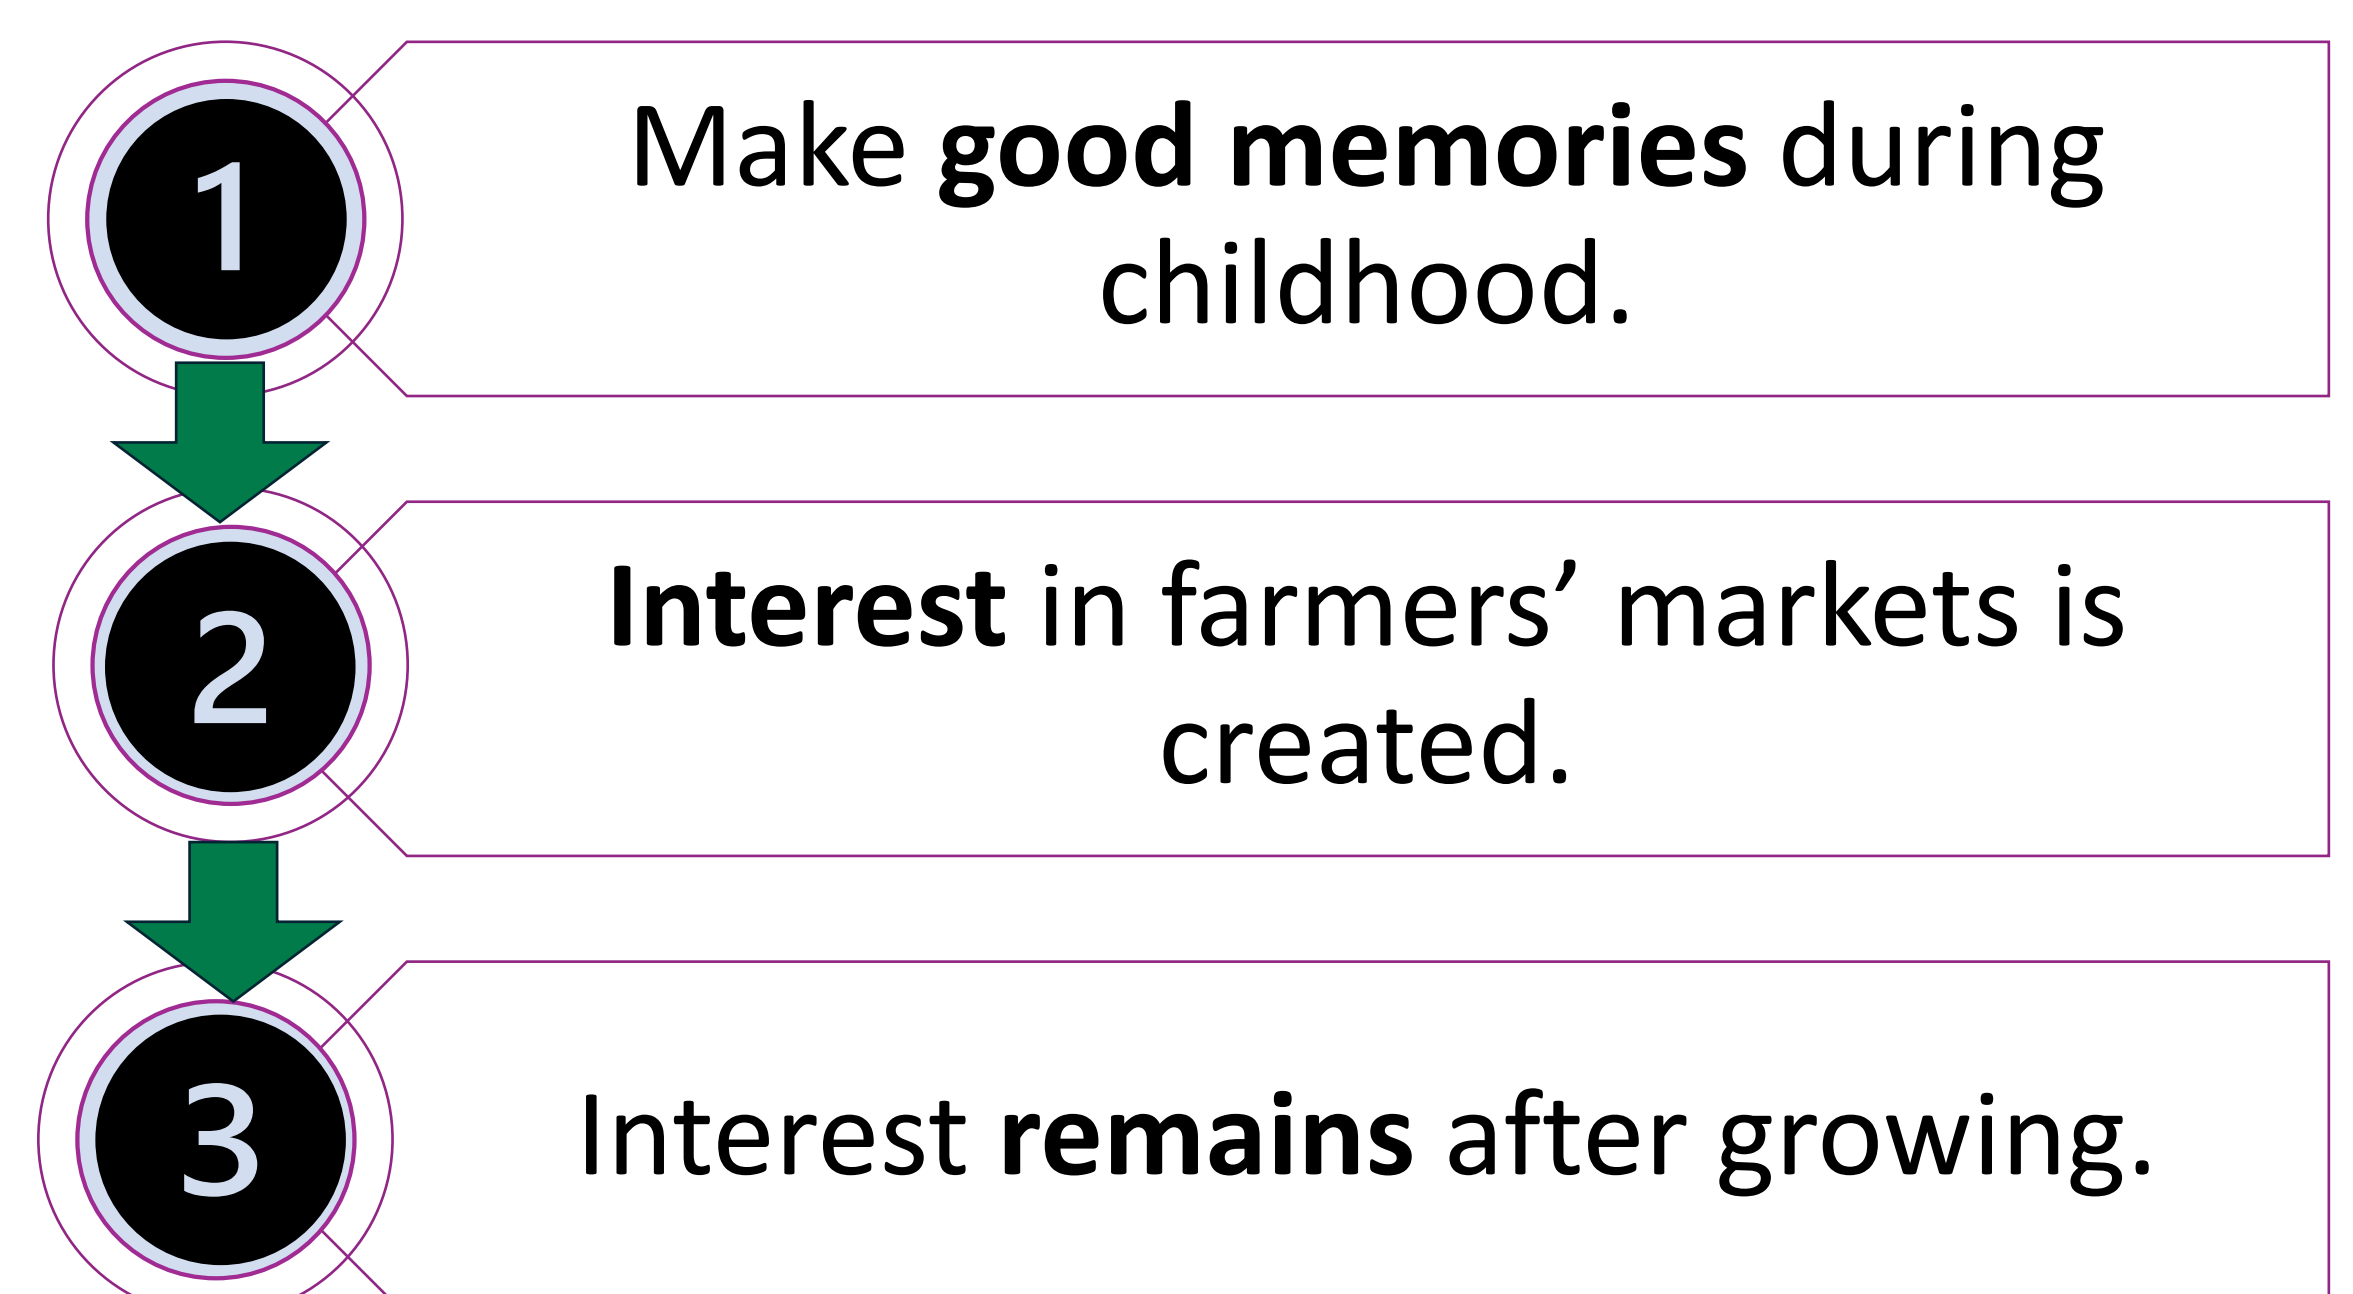 1
Make good memories during
childhood.
2
Interest in farmers’ markets is
created.
3
Interest remains after growing.